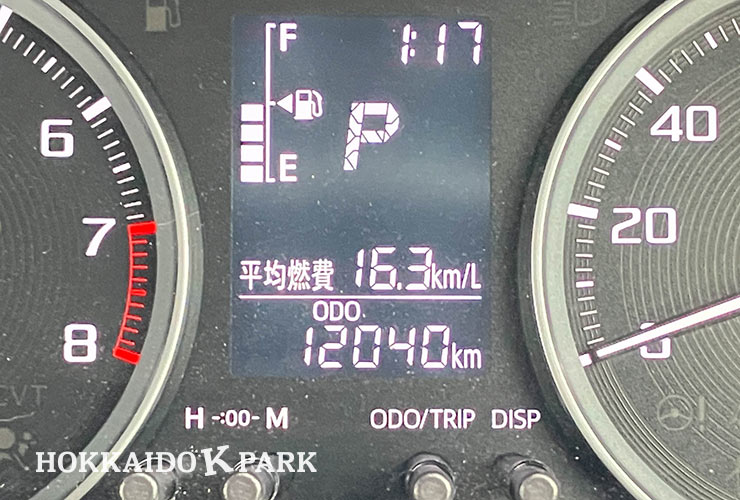 F
1:17
6
P
40
E
7
20
平均燃費 16.3km/L
ODO
12040km
8
0
CVT
H -:00- M
ODO/TRIP DISP
HOKKAIDO K PARK